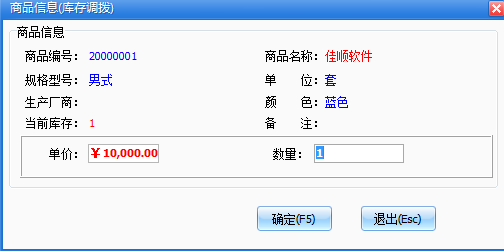 商品信息(库存调拨)
商品信息
商品编号： 20000001 商品名称：佳顺软件
规格型号： 男式 单 位：套
生产厂商： 颜 色：蓝色
当前库存： 1 备 注：
单价： ￥10,000.00 数量： 1
确定(F5) 退出(Esc)